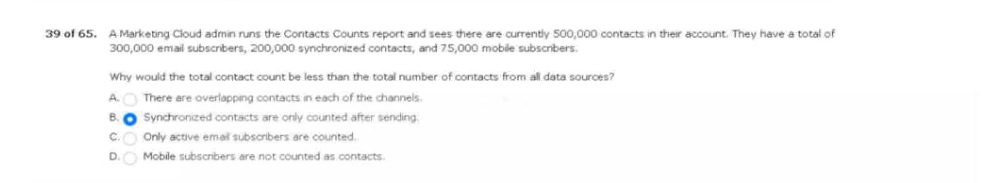 39 of 65. A Marketing Cloud admin runs the Contacts Counts report and sees there are currently 500,000 contacts in their account. They have a total of
300,000 email subscribers, 200,000 synchronized contacts, and 75,000 mobile subscribers.
Why would the total contact count be less than the total number of contacts from all data sources?
A. There are overlapping contacts in each of the channels.
B. Synchronized contacts are only counted after sending.
C. Only active email subscribers are counted.
D. Mobile subscribers are not counted as contacts.